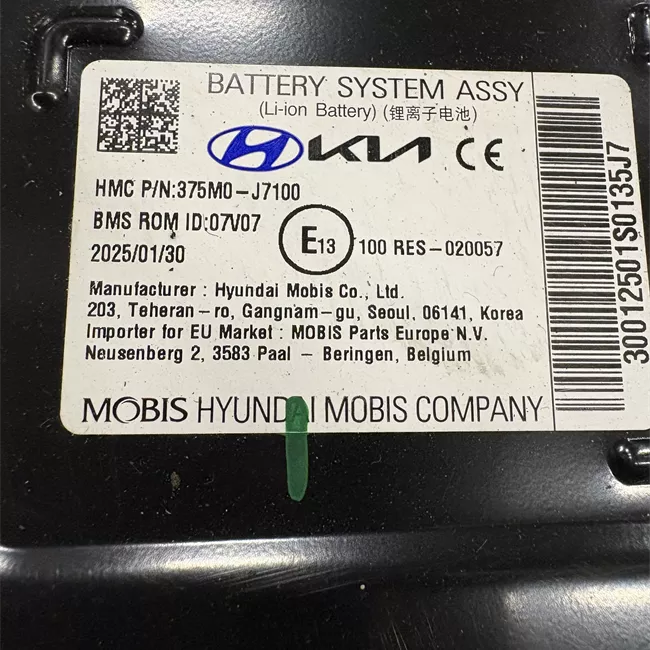 BATTERY SYSTEM ASSY
(Li-ion Battery) (锂离子电池)
KIA CE
HMC P/N:375M0-J7100
BMS ROM ID:07V07
2025/01/30
E13 100 RES-020057
Manufacturer : Hyundai Mobis Co., Ltd.
203, Teheran-ro, Gangnam-gu, Seoul, 06141, Korea
Importer for EU Market : MOBIS Parts Europe N.V.
Neusenberg 2, 3583 Paal - Beringen, Belgium
MOBIS HYUNDAI MOBIS COMPANY
30012501S0135J7